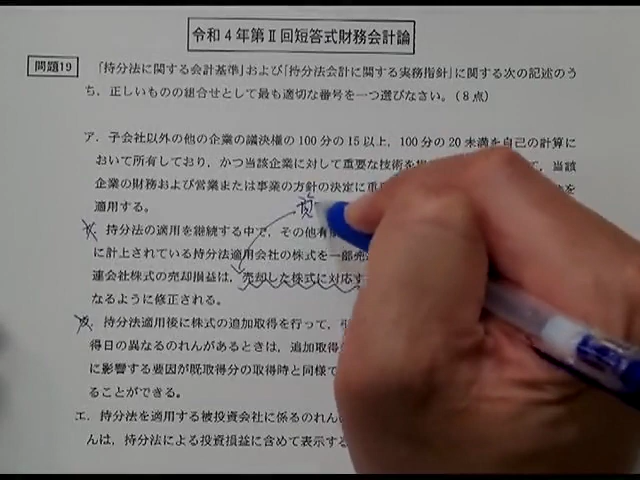 令和4年第Ⅱ回短答式財務会計論
問題19 「持分法に関する会計基準」および「持分法会計に関する実務指針」に関する次の記述のう
ち，正しいものの組合せとして最も適切な番号を一つ選びなさい。（8点）
ア．子会社以外の他の企業の議決権の100分の15以上，100分の20未満を自己の計算に
おいて所有しており，かつ当該企業に対して重要な技術を 当該
企業の財務および営業または事業の方針の決定に重 を
適用する。
イ．持分法の適用を継続する中で，その他有
に計上されている持分法適用会社の株式を一部売
連会社株式の売却損益は，売却した株式に対応す
なるように修正される。
ウ．持分法適用後に株式の追加取得を行って，
得日の異なるのれんがあるときは，追加取得
に影響する要因が既取得分の取得時と同様で
ることができる。
エ．持分法を適用する被投資会社に係るのれんの
んは，持分法による投資損益に含めて表示する